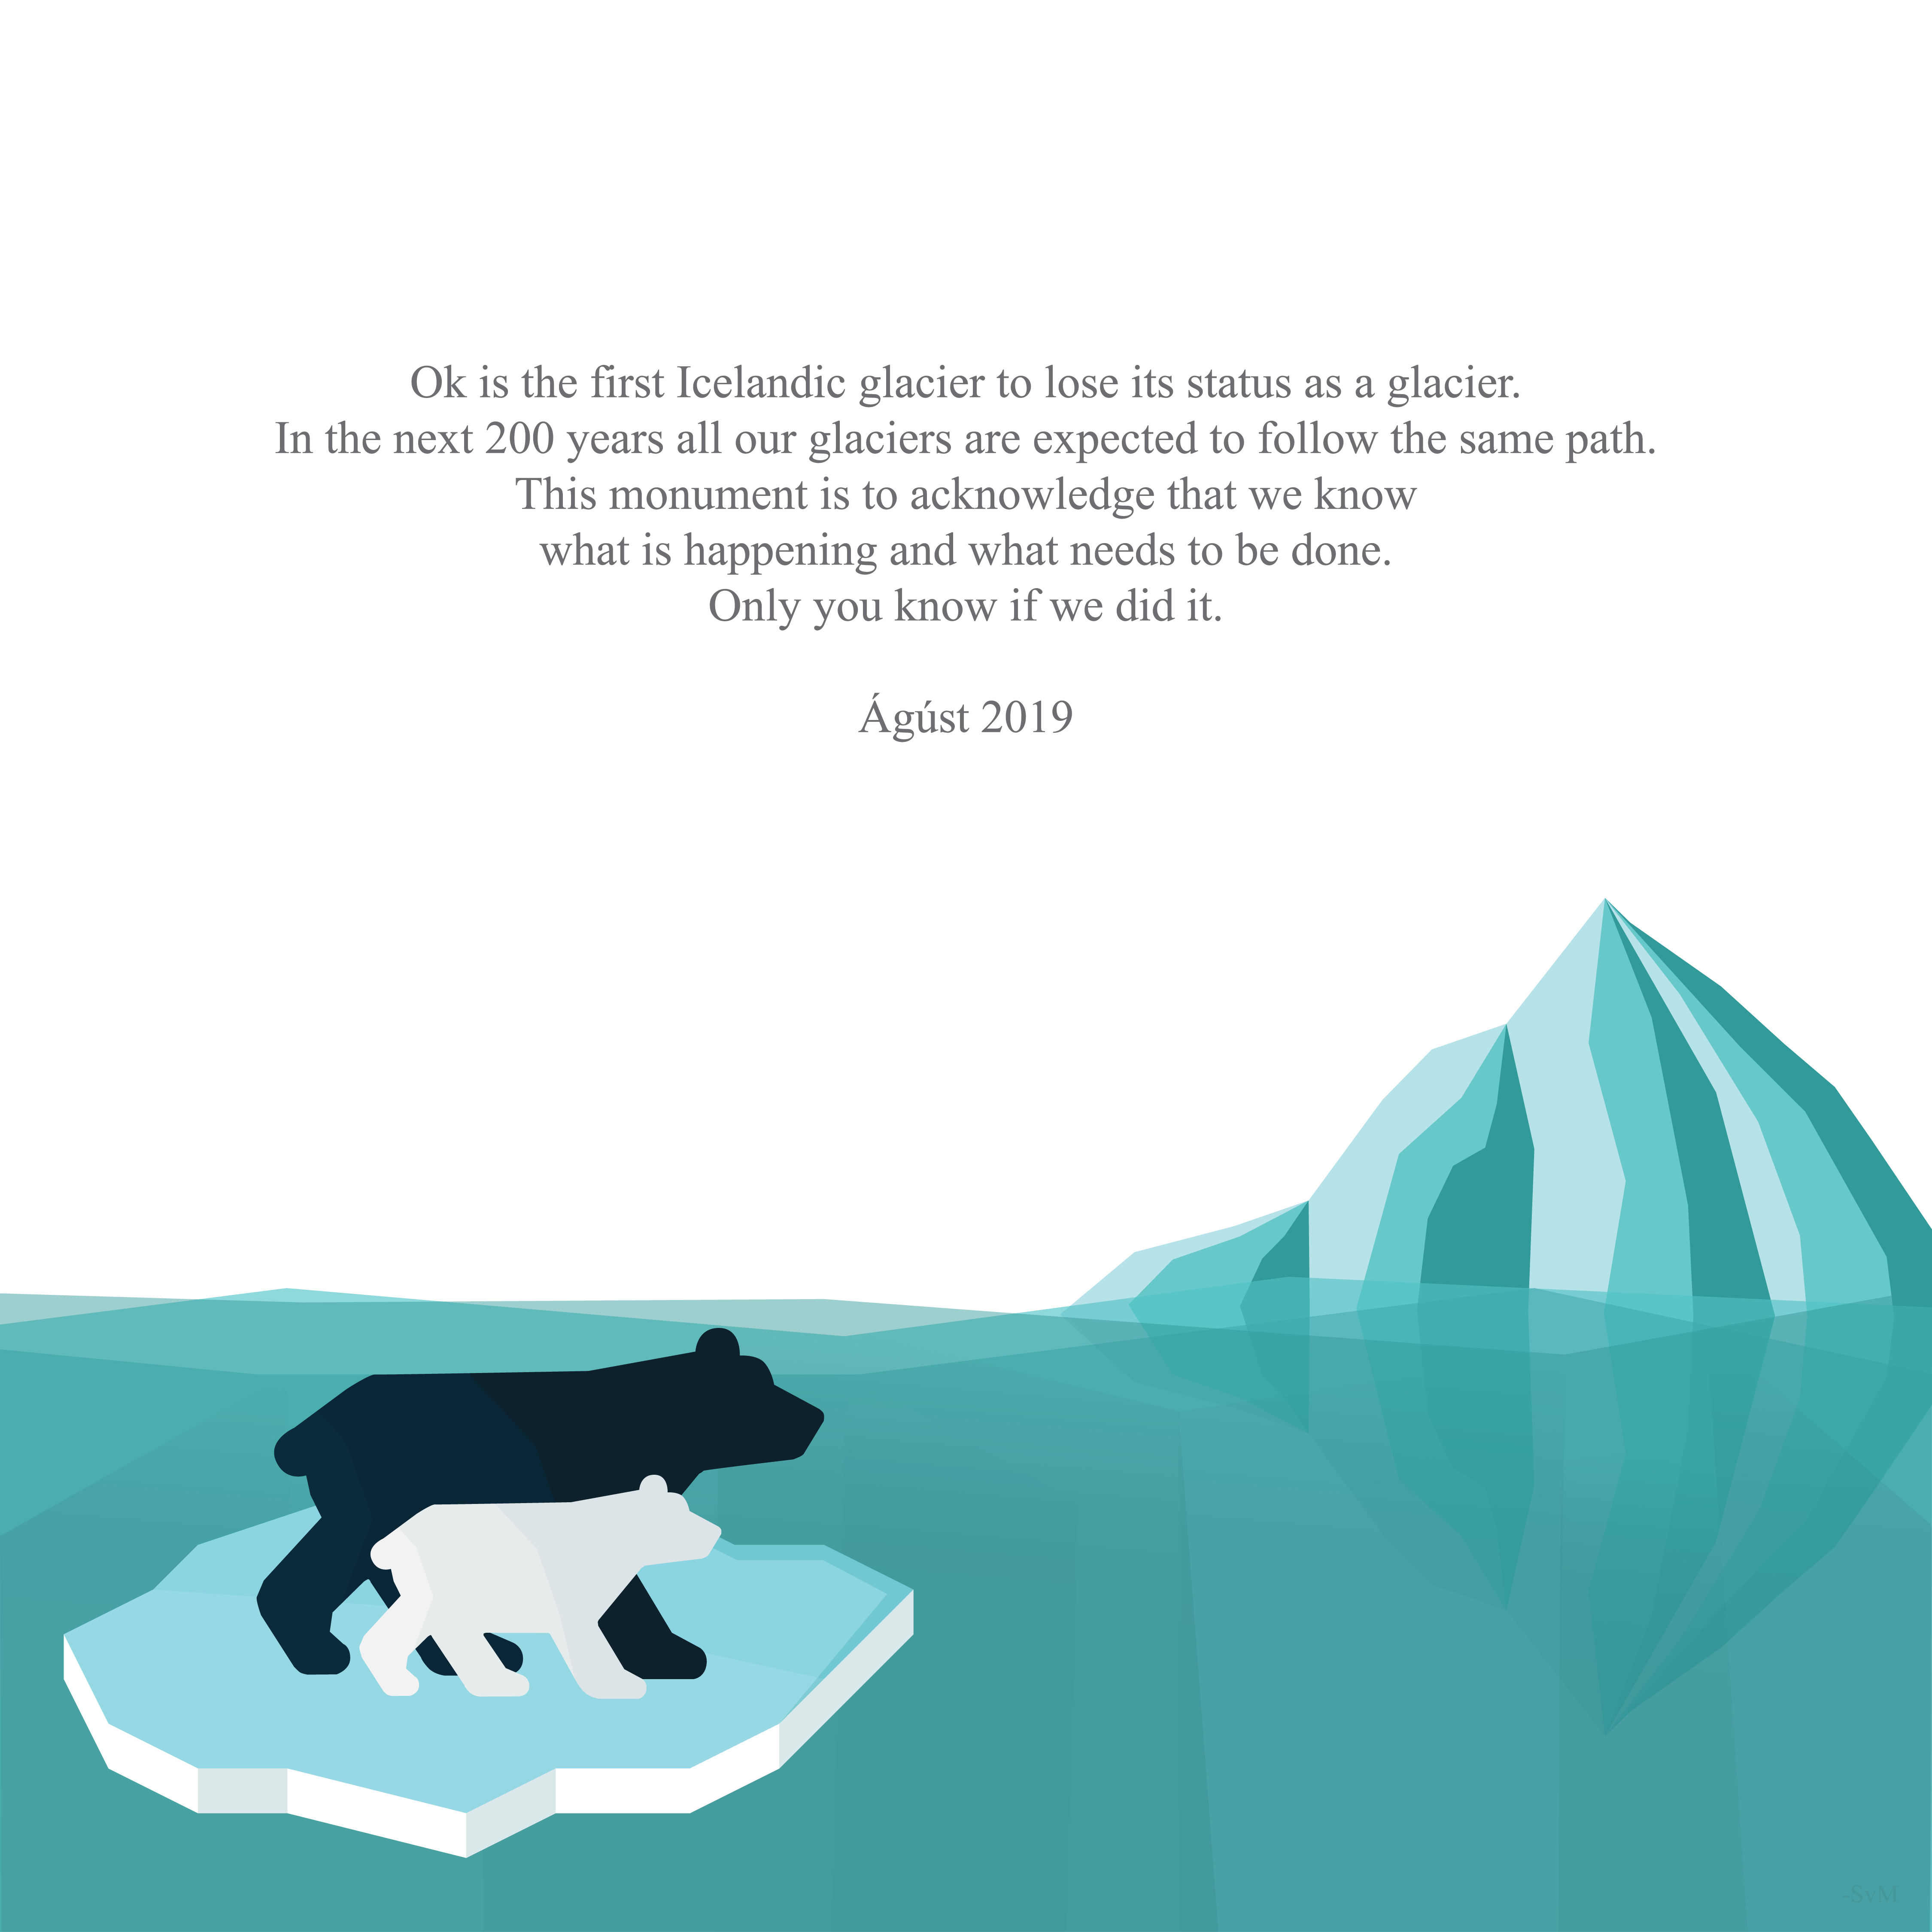 Ok is the first Icelandic glacier to lose its status as a glacier.
In the next 200 years all our glaciers are expected to follow the same path.
This monument is to acknowledge that we know
what is happening and what needs to be done.
Only you know if we did it.
Ágúst 2019
-SvM